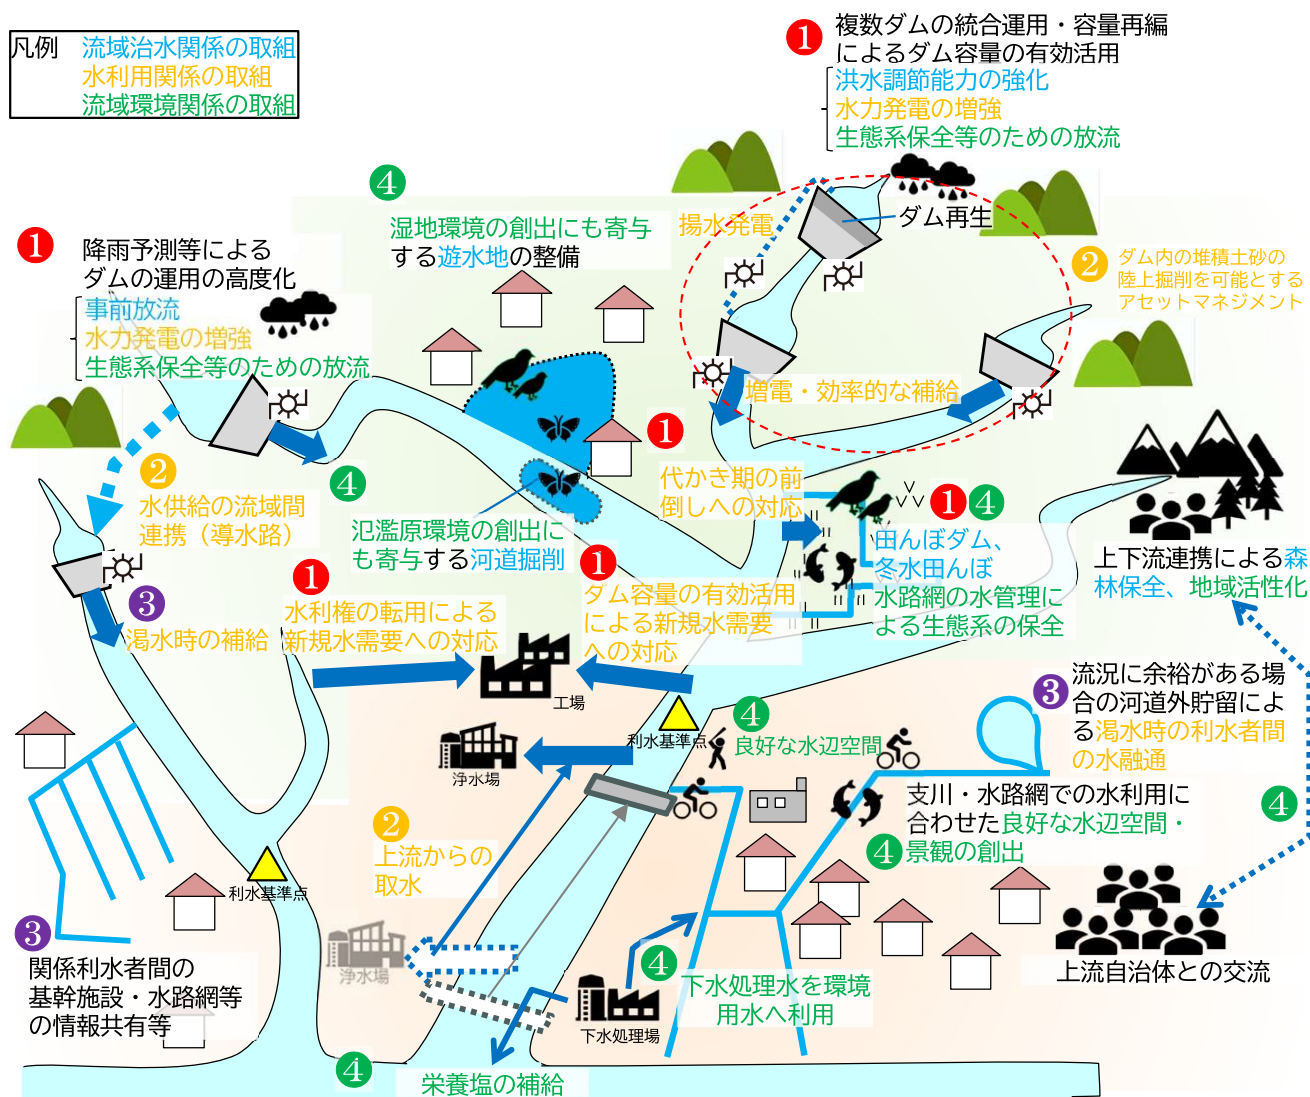 凡例 流域治水関係の取組
水利用関係の取組
流域環境関係の取組
1 複数ダムの統合運用・容量再編
によるダム容量の有効活用
洪水調節能力の強化
水力発電の増強
生態系保全等のための放流
1 降雨予測等による
ダムの運用の高度化
事前放流
水力発電の増強
生態系保全等のための放流
4
湿地環境の創出にも寄与
する遊水地の整備
揚水発電
ダム再生
2 ダム内の堆積土砂の
陸上掘削を可能とする
アセットマネジメント
増電・効率的な補給
2
水供給の流域間
連携（導水路）
4
氾濫原環境の創出に
も寄与する河道掘削
1
代かき期の前
倒しへの対応
1 4
田んぼダム、
冬水田んぼ
水路網の水管理に
よる生態系の保全
上下流連携による森
林保全、地域活性化
3
渇水時の補給
1
水利権の転用による
新規水需要への対応
1
ダム容量の有効活用
による新規水需要
への対応
工場
利水基準点
浄水場
4
良好な水辺空間
3 流況に余裕がある場
合の河道外貯留によ
る渇水時の利水者間
の水融通
支川・水路網での水利用に
合わせた良好な水辺空間・
4 景観の創出
4
2
上流からの
取水
利水基準点
3
関係利水者間の
基幹施設・水路網等
の情報共有等
浄水場
4
下水処理水を環境
用水へ利用
下水処理場
上流自治体との交流
4
栄養塩の補給